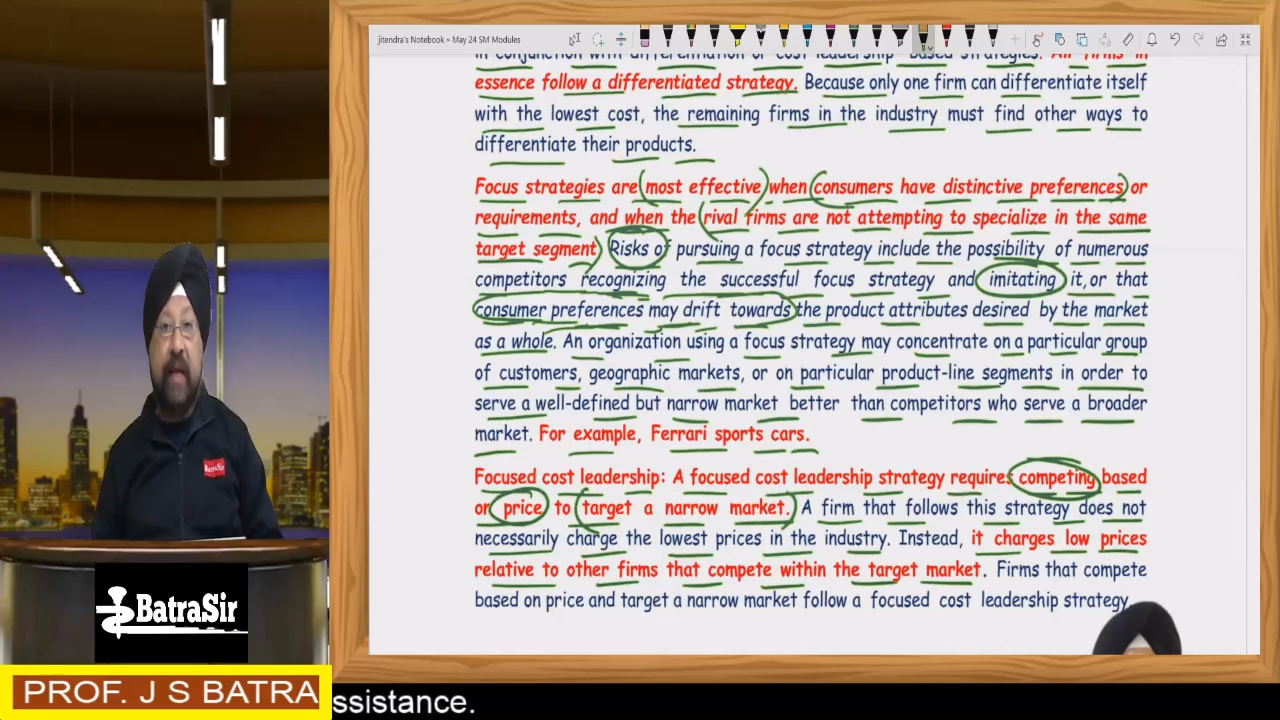 jitendra's Notebook » May 24 SM Modules
in conjunction with differentiation or cost leadership based strategies. All firms in
essence follow a differentiated strategy. Because only one firm can differentiate itself
with the lowest cost, the remaining firms in the industry must find other ways to
differentiate their products.
Focus strategies are most effective when consumers have distinctive preferences or
requirements, and when the rival firms are not attempting to specialize in the same
target segment. Risks of pursuing a focus strategy include the possibility of numerous
competitors recognizing the successful focus strategy and imitating it, or that
consumer preferences may drift towards the product attributes desired by the market
as a whole. An organization using a focus strategy may concentrate on a particular group
of customers, geographic markets, or on particular product-line segments in order to
serve a well-defined but narrow market better than competitors who serve a broader
market. For example, Ferrari sports cars.
Focused cost leadership: A focused cost leadership strategy requires competing based
on price to target a narrow market. A firm that follows this strategy does not
necessarily charge the lowest prices in the industry. Instead, it charges low prices
relative to other firms that compete within the target market. Firms that compete
based on price and target a narrow market follow a focused cost leadership strategy.
BatraSir
BatraSir
PROF. J S BATRA
ssistance.